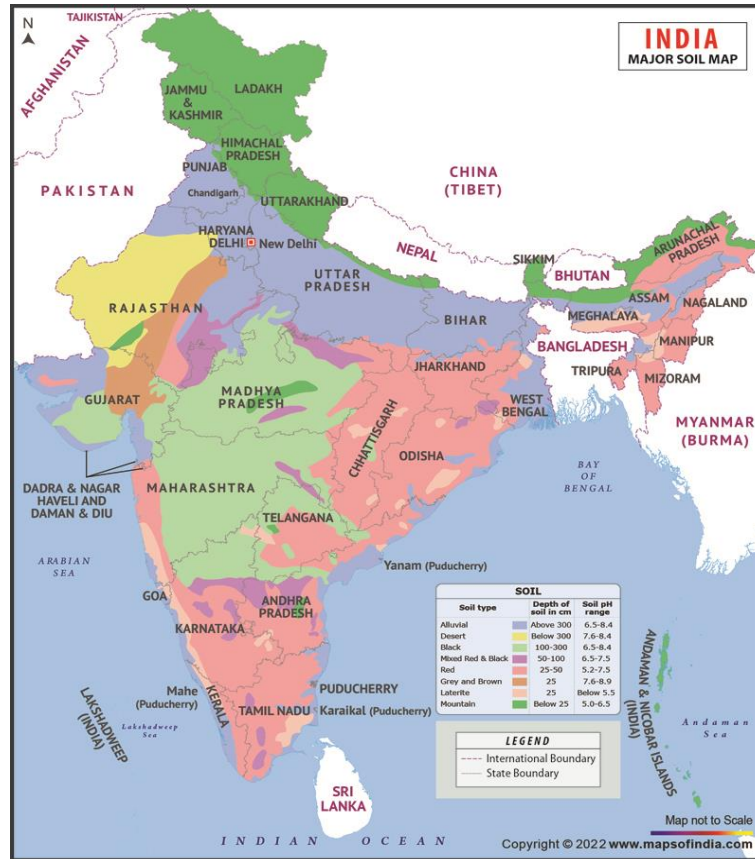 N
TAJIKISTAN
AFGHANISTAN
INDIA
MAJOR SOIL MAP
LADAKH
JAMMU
&
KASHMIR
HIMACHAL
PRADESH
PUNJAB
Chandigarh
CHINA
(TIBET)
PAKISTAN
UTTARAKHAND
HARYANA
DELHI
New Delhi
NEPAL
ARUNACHAL
PRADESH
SIKKIM
BHUTAN
UTTAR
PRADESH
RAJASTHAN
ASSAM
NAGALAND
MEGHALAYA
BIHAR
MANIPUR
BANGLADESH
JHARKHAND
TRIPURA
MIZORAM
GUJARAT
MADHYA
PRADESH
WEST
BENGAL
MYANMAR
(BURMA)
CHHATTISGARH
ODISHA
DADRA & NAGAR
HAVELI AND
DAMAN & DIU
MAHARASHTRA
BAY
OF
BENGAL
TELANGANA
ARABIAN
SEA
Yanam (Puducherry)
GOA
ANDHRA
PRADESH
KARNATAKA
SOIL
Soil type Depth of soil in cm Soil pH range
Alluvial Above 300 6.5-8.4
Desert Below 300 7.6-8.4
Black 100-300 6.5-8.4
Mixed Red & Black 50-100 6.5-7.5
Red 25-50 5.2-7.5
Grey and Brown 25 7.6-8.9
Laterite 25 Below 5.5
Mountain Below 25 5.0-6.5
LAKSHADWEEP
(INDIA)
Mahe
(Puducherry)
Lakshadweep
Sea
KERALA
TAMIL NADU
PUDUCHERRY
Karaikal (Puducherry)
ANDAMAN & NICOBAR ISLANDS
(INDIA)
Andaman
Sea
LEGEND
International Boundary
State Boundary
SRI
LANKA
INDIAN OCEAN
Map not to Scale
Copyright © 2022 www.mapsofindia.com